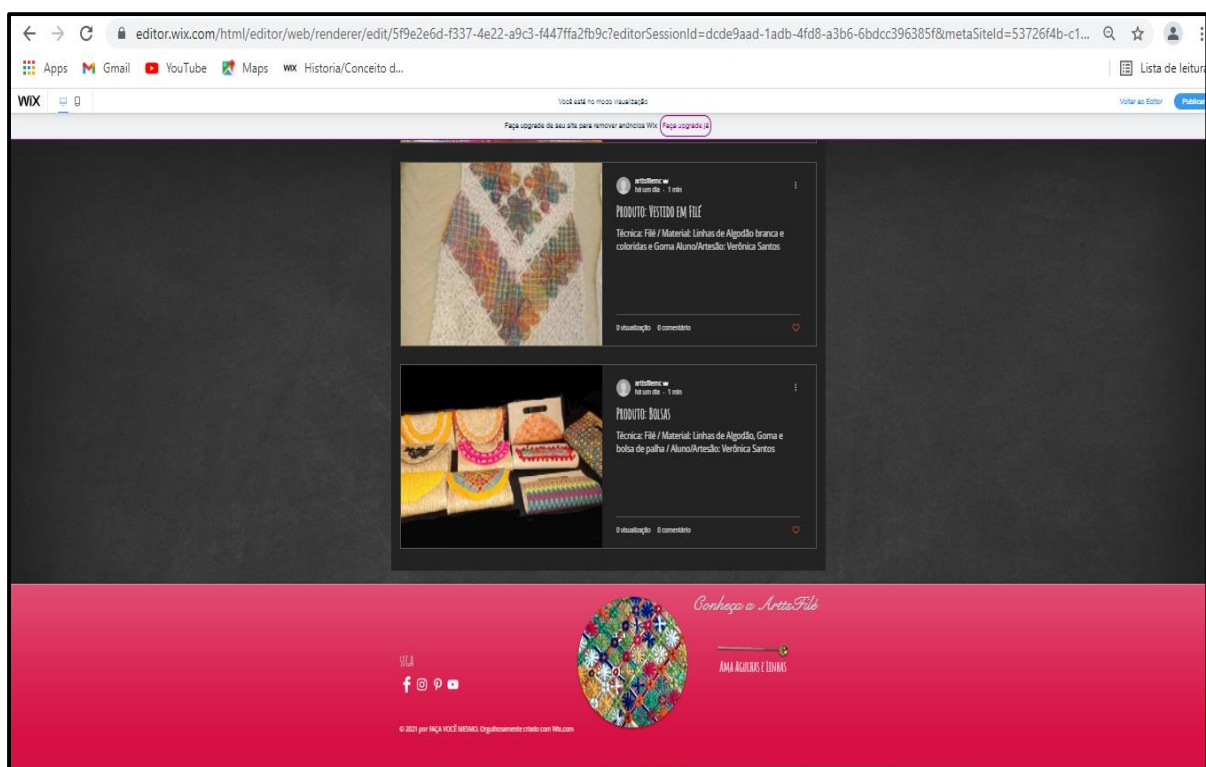 editor.wix.com/html/editor/web/renderer/edit/5f9e2e6d-f337-4e22-a9c3-f447ffa2fb9c?editorSessionId=dcde9aad-1adb-4fd8-a3b6-6bdcc396385f&metaSiteId=53726f4b-c1...
Apps Gmail YouTube Maps WIX Historia/Conceito d... Lista de leitura
WIX Você está no modo visualização Voltar ao Editor Publicar
Faça upgrade de seu site para remover anúncios Wix Faça upgrade já
artisfilemc
há um dia · 1 min
Produto: Vestido em Filé
Técnica: Filé / Material: Linhas de Algodão branca e
coloridas e Goma Aluno/Artesão: Verônica Santos
0 visualização 0 comentário
artisfilemc
há um dia · 1 min
Produto: Bolsas
Técnica: Filé / Material: Linhas de Algodão, Goma e
bolsa de palha / Aluno/Artesão: Verônica Santos
0 visualização 0 comentário
Conheça a ArttsFilé
SIGA
Ama Agulhas e Linhas
© 2021 por FAÇA VOCÊ MESMO. Orgulhosamente criado com Wix.com